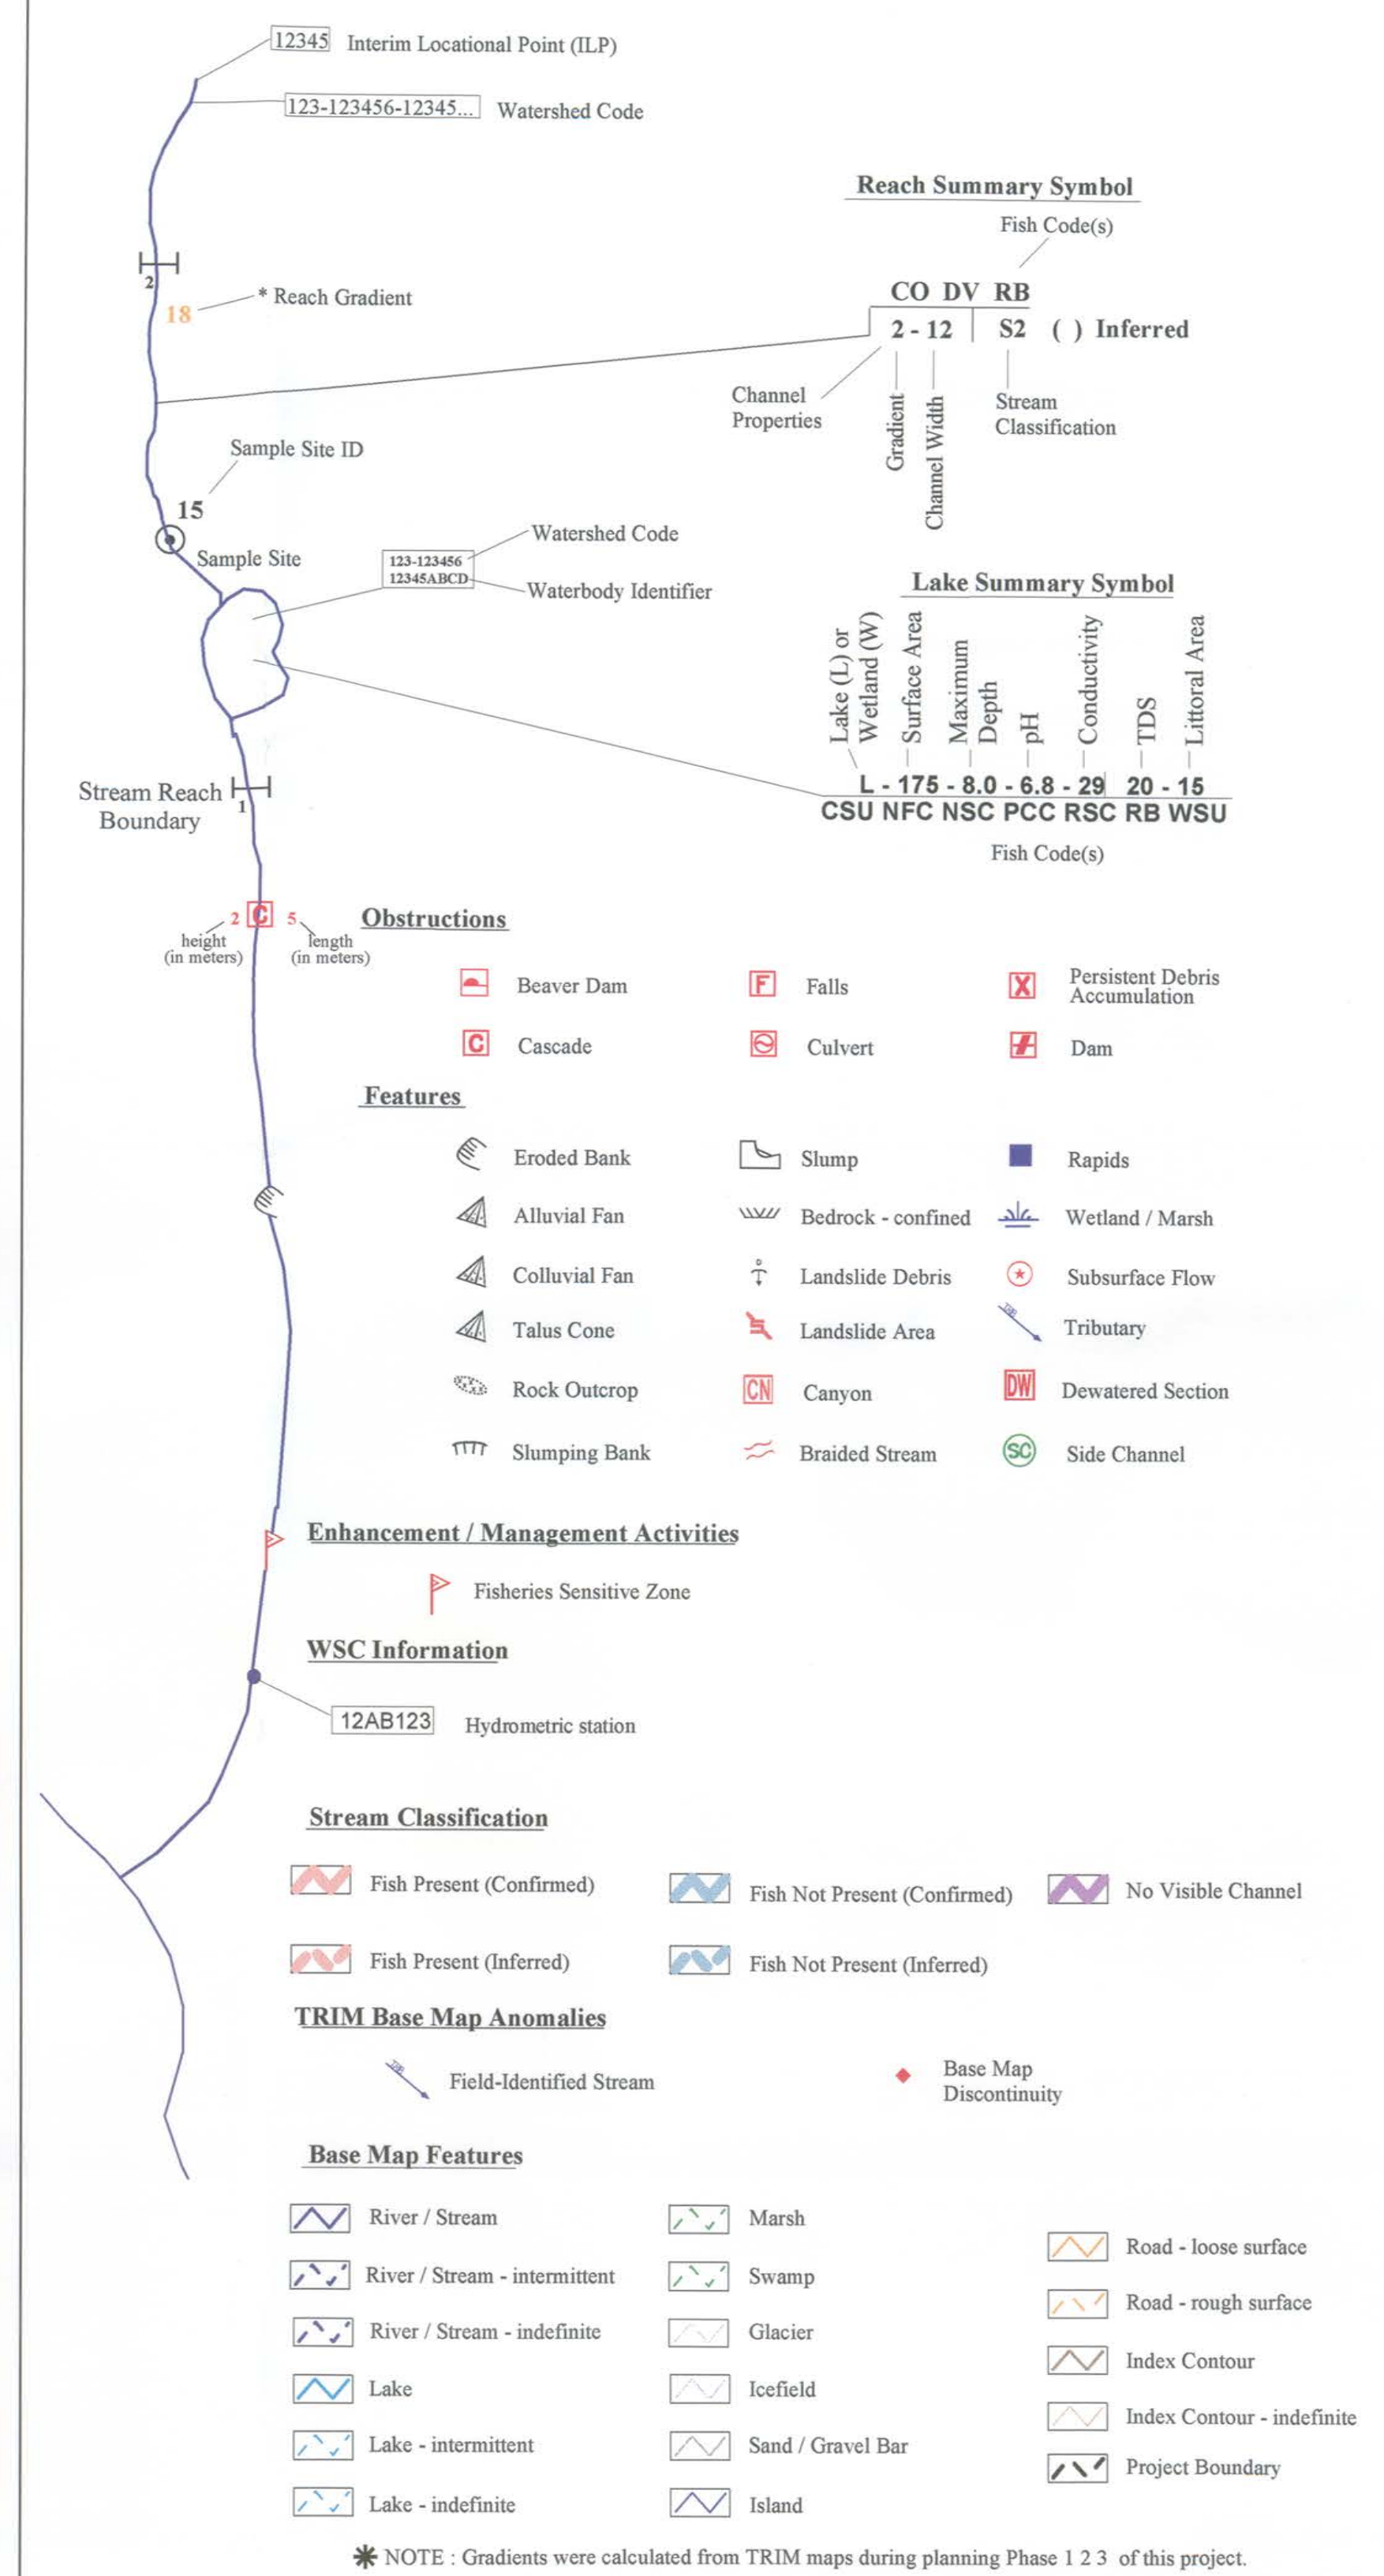 12345 Interim Locational Point (ILP)
123-123456-12345... Watershed Code
Reach Summary Symbol
Fish Code(s)
CO DV RB
2 - 12 S2 ( ) Inferred
Channel
Properties
Gradient
Channel Width
Stream
Classification
2
18
* Reach Gradient
Sample Site ID
15
Sample Site
123-123456
12345ABCD
Watershed Code
Waterbody Identifier
Lake Summary Symbol
Lake (L) or
Wetland (W)
Surface Area
Maximum
Depth
pH
Conductivity
TDS
Littoral Area
L - 175 - 8.0 - 6.8 - 29 20 - 15
CSU NFC NSC PCC RSC RB WSU
Fish Code(s)
Stream Reach
Boundary
1
2 C 5
height
(in meters)
length
(in meters)
Obstructions
Beaver Dam
F Falls
X Persistent Debris
Accumulation
C Cascade
Culvert
Dam
Features
Eroded Bank
Slump
Rapids
Alluvial Fan
Bedrock - confined
Wetland / Marsh
Colluvial Fan
Landslide Debris
Subsurface Flow
Talus Cone
Landslide Area
Tributary
Rock Outcrop
CN Canyon
DW Dewatered Section
Slumping Bank
Braided Stream
SC Side Channel
Enhancement / Management Activities
Fisheries Sensitive Zone
WSC Information
12AB123 Hydrometric station
Stream Classification
Fish Present (Confirmed)
Fish Not Present (Confirmed)
No Visible Channel
Fish Present (Inferred)
Fish Not Present (Inferred)
TRIM Base Map Anomalies
Field-Identified Stream
Base Map
Discontinuity
Base Map Features
River / Stream
River / Stream - intermittent
River / Stream - indefinite
Lake
Lake - intermittent
Lake - indefinite
Marsh
Swamp
Glacier
Icefield
Sand / Gravel Bar
Island
Road - loose surface
Road - rough surface
Index Contour
Index Contour - indefinite
Project Boundary
✱ NOTE : Gradients were calculated from TRIM maps during planning Phase 1 2 3 of this project.